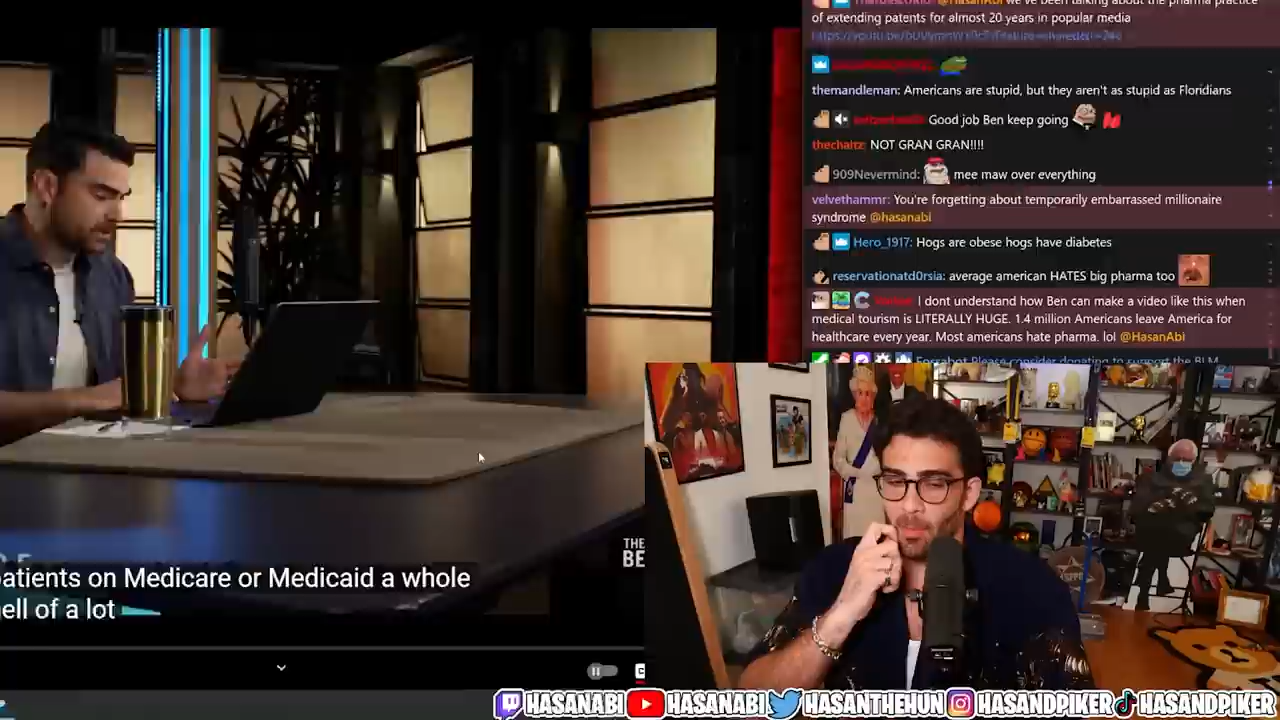 @HasanAbi we've been talking about the pharma practice
of extending patents for almost 20 years in popular media
themandleman: Americans are stupid, but they aren't as stupid as Floridians
Good job Ben keep going
thechaltz: NOT GRAN GRAN!!!!
909Nevermind: mee maw over everything
velvethammr: You're forgetting about temporarily embarrassed millionaire
syndrome @hasanabi
Hero_1917: Hogs are obese hogs have diabetes
reservationatd0rsia: average american HATES big pharma too
I dont understand how Ben can make a video like this when
medical tourism is LITERALLY HUGE. 1.4 million Americans leave America for
healthcare every year. Most americans hate pharma. lol @HasanAbi
Fossabot Please consider donating to support the BLM
THE
BE
atients on Medicare or Medicaid a whole
ell of a lot
HASANABI HASANABI HASANTHEHUN HASANDPIKER HASANDPIKER